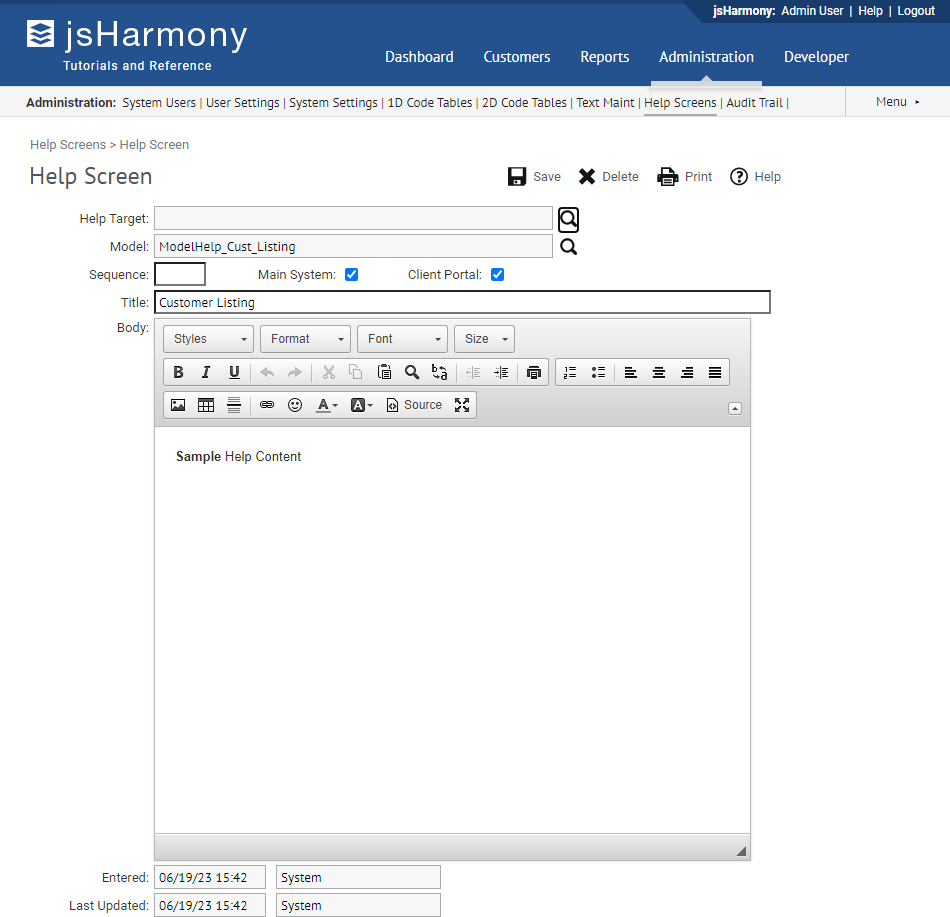 jsHarmony: Admin User | Help | Logout
jsHarmony
Tutorials and Reference
Dashboard Customers Reports Administration Developer
Administration: System Users | User Settings | System Settings | 1D Code Tables | 2D Code Tables | Text Maint | Help Screens | Audit Trail |
Menu
Help Screens > Help Screen
Help Screen
Save Delete Print Help
Help Target:
Model: ModelHelp_Cust_Listing
Sequence: Main System: Client Portal:
Title: Customer Listing
Body:
Styles Format Font Size
B I U
A A Source
Sample Help Content
Entered: 06/19/23 15:42 System
Last Updated: 06/19/23 15:42 System